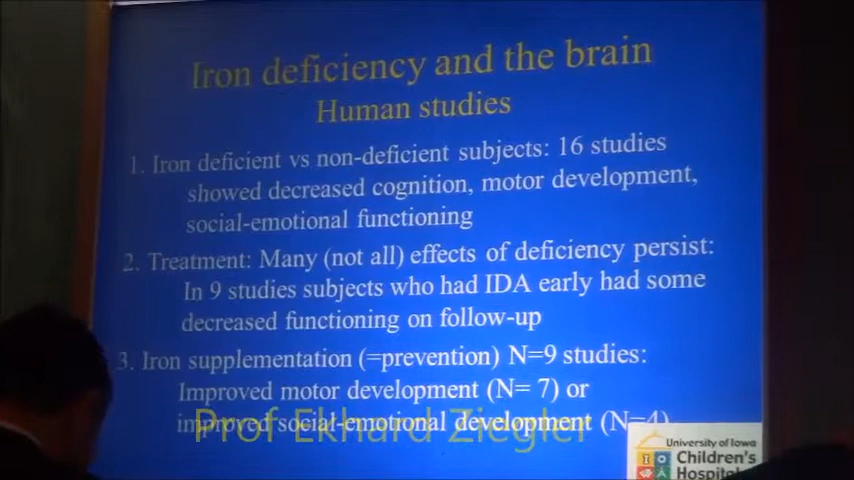 Iron deficiency and the brain
Human studies
1. Iron deficient vs non-deficient subjects: 16 studies
showed decreased cognition, motor development,
social-emotional functioning
2. Treatment: Many (not all) effects of deficiency persist:
In 9 studies subjects who had IDA early had some
decreased functioning on follow-up
3. Iron supplementation (=prevention) N=9 studies:
Improved motor development (N= 7) or
improved social-emotional development (N=4)
Prof Ekhard Ziegler
University of Iowa
Children's
Hospital